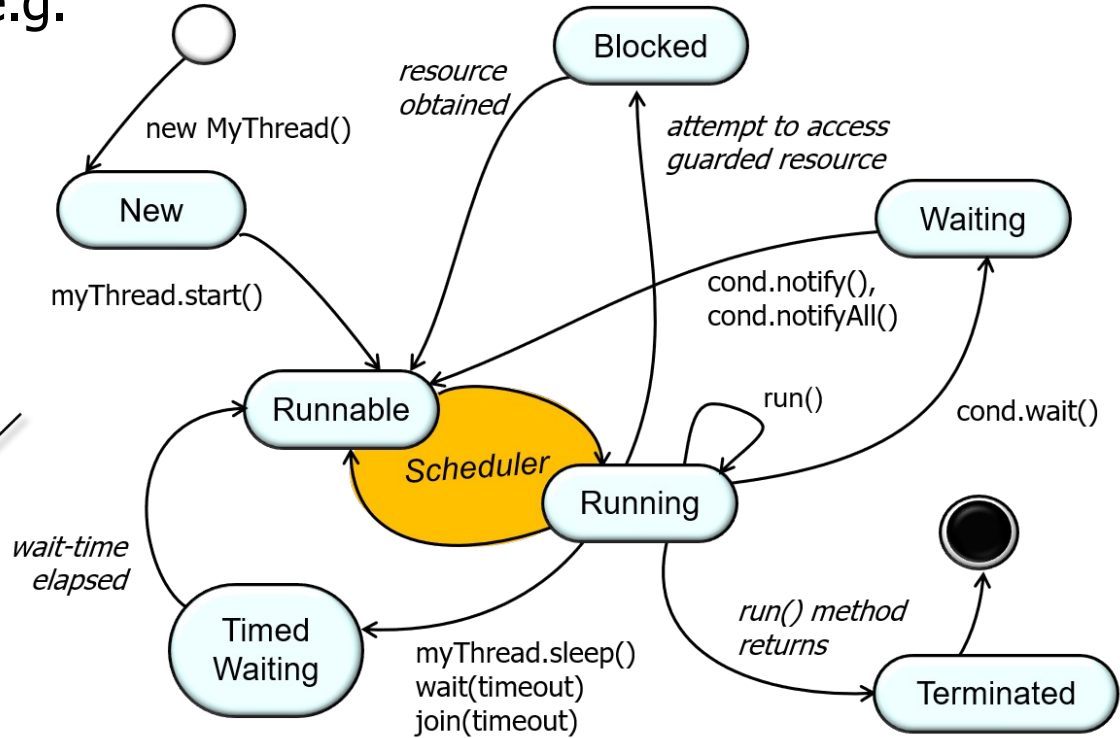 e.g.
Blocked
resource
obtained
new MyThread()
attempt to access
guarded resource
New
Waiting
myThread.start()
cond.notify(),
cond.notifyAll()
run()
Runnable
cond.wait()
Scheduler
Running
wait-time
elapsed
Timed
Waiting
run() method
returns
myThread.sleep()
wait(timeout)
join(timeout)
Terminated